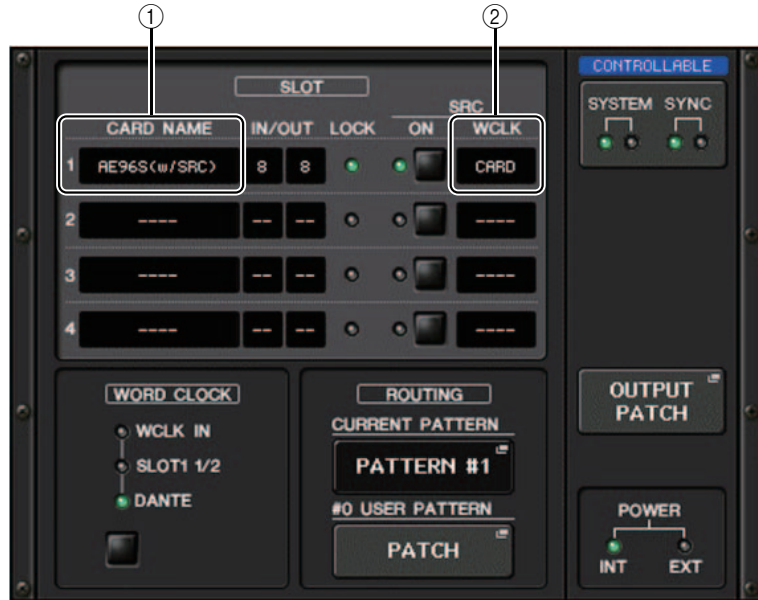 ① ②
CONTROLLABLE
SLOT
SRC
SYSTEM SYNC
CARD NAME IN/OUT LOCK ON WCLK
1 AE96S(w/SRC) 8 8 CARD
2 ---- -- -- ----
3 ---- -- -- ----
4 ---- -- -- ----
WORD CLOCK
WCLK IN
SLOT1 1/2
DANTE
ROUTING
CURRENT PATTERN
PATTERN #1
#0 USER PATTERN
PATCH
OUTPUT
PATCH
POWER
INT EXT